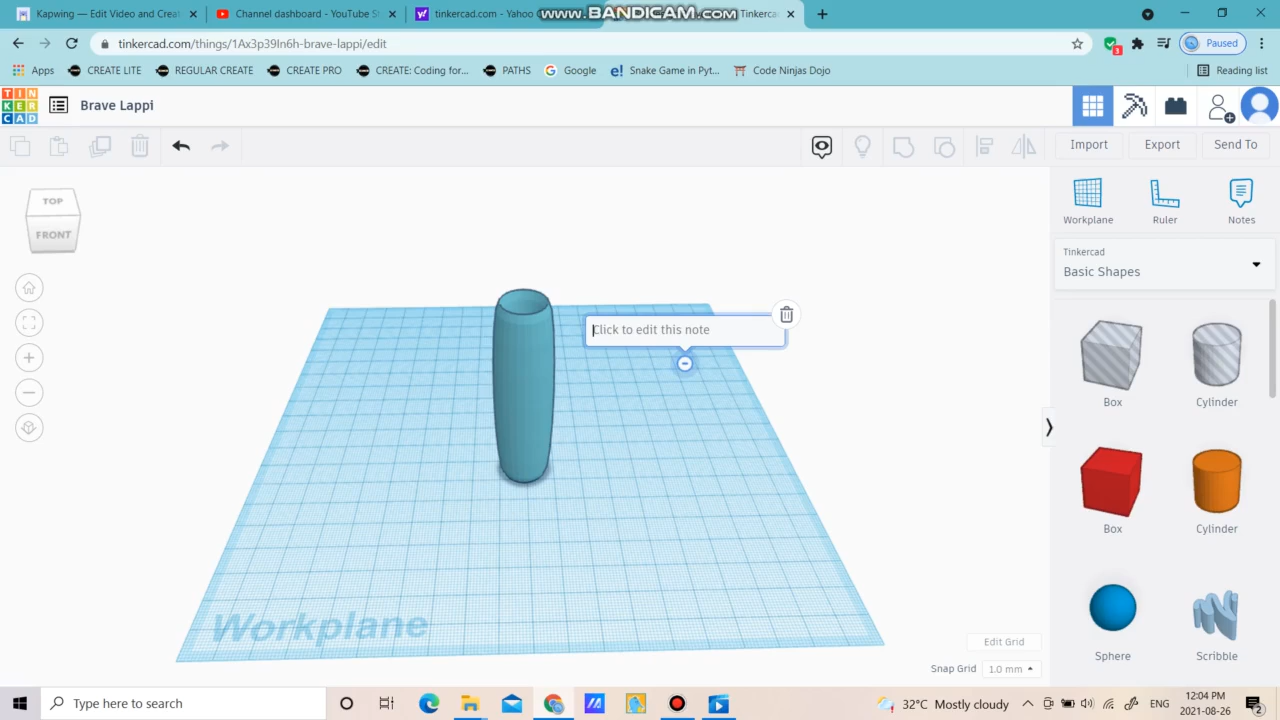 Kapwing - Edit Video and Creat
Channel dashboard - YouTube St
tinkercad.com - Yahoo
www.BANDICAM.com
Tinkerc
tinkercad.com/things/1Ax3p39In6h-brave-lappi/edit
3
Paused
Apps
CREATE LITE
REGULAR CREATE
CREATE PRO
CREATE: Coding for...
PATHS
Google
Snake Game in Pyt...
Code Ninjas Dojo
Reading list
TIN
KER
CAD
Brave Lappi
Import
Export
Send To
TOP
FRONT
Workplane
Ruler
Notes
Tinkercad
Basic Shapes
Click to edit this note
Box
Cylinder
Box
Cylinder
Sphere
Scribble
Workplane
Edit Grid
Snap Grid
1.0 mm
Type here to search
32°C Mostly cloudy
ENG
12:04 PM
2021-08-26
2